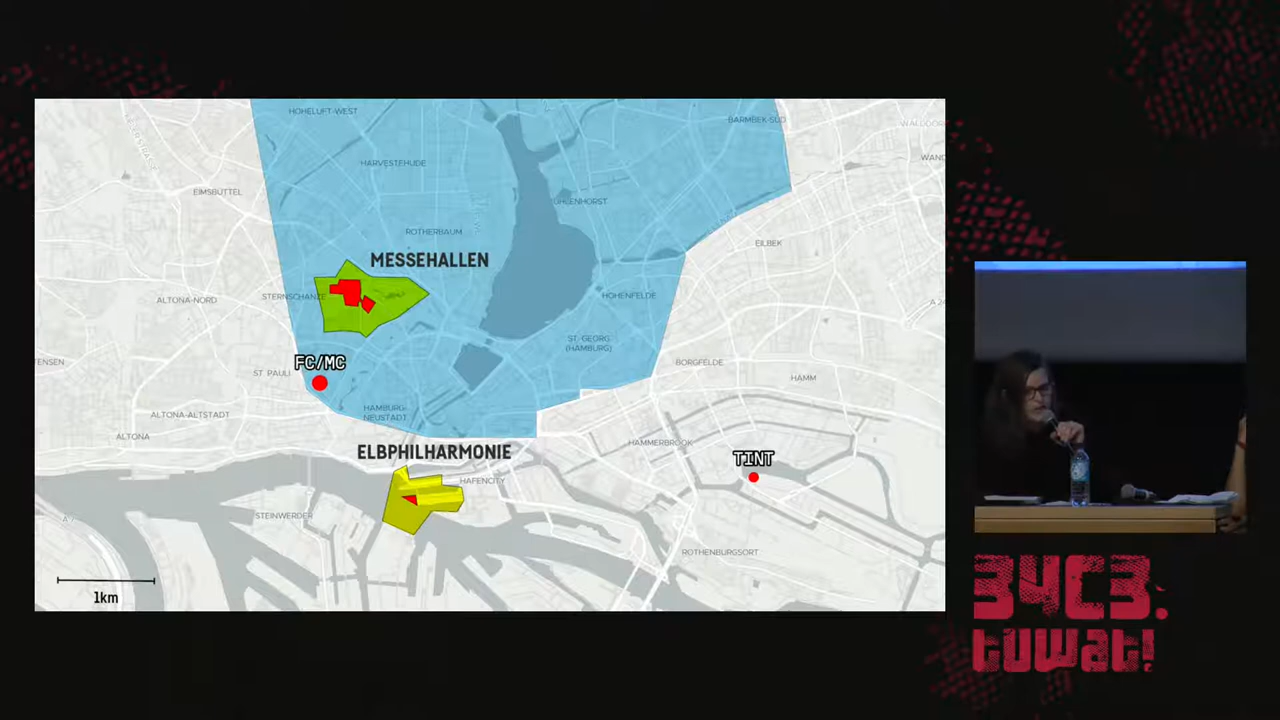 HOHELUFT-WEST
BARMBEK-SÜD
HARVESTEHUDE
EIMSBÜTTEL
UHLENHORST
ROTHERBAUM
EILBEK
MESSEHALLEN
STERNSCHANZE
ALTONA-NORD
HOHENFELDE
ST. GEORG
(HAMBURG)
FC/MC
BORGFELDE
ST. PAULI
HAMM
HAMBURG-
NEUSTADT
ALTONA-ALTSTADT
ALTONA
HAMMERBROOK
ELBPHILHARMONIE
TINT
HAFENCITY
STEINWERDER
ROTHENBURGSORT
1km
34C3.
tuwat!